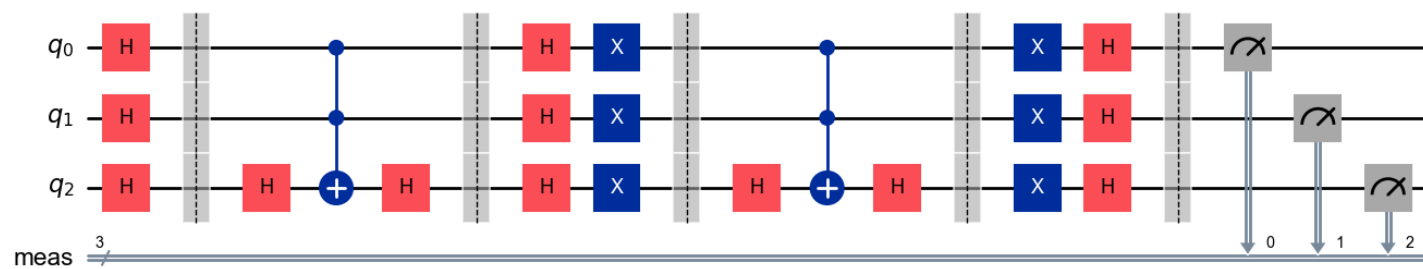 q0 H H X X H
q1 H H X X H
q2 H H H H X H H X H
3 0 1 2
meas